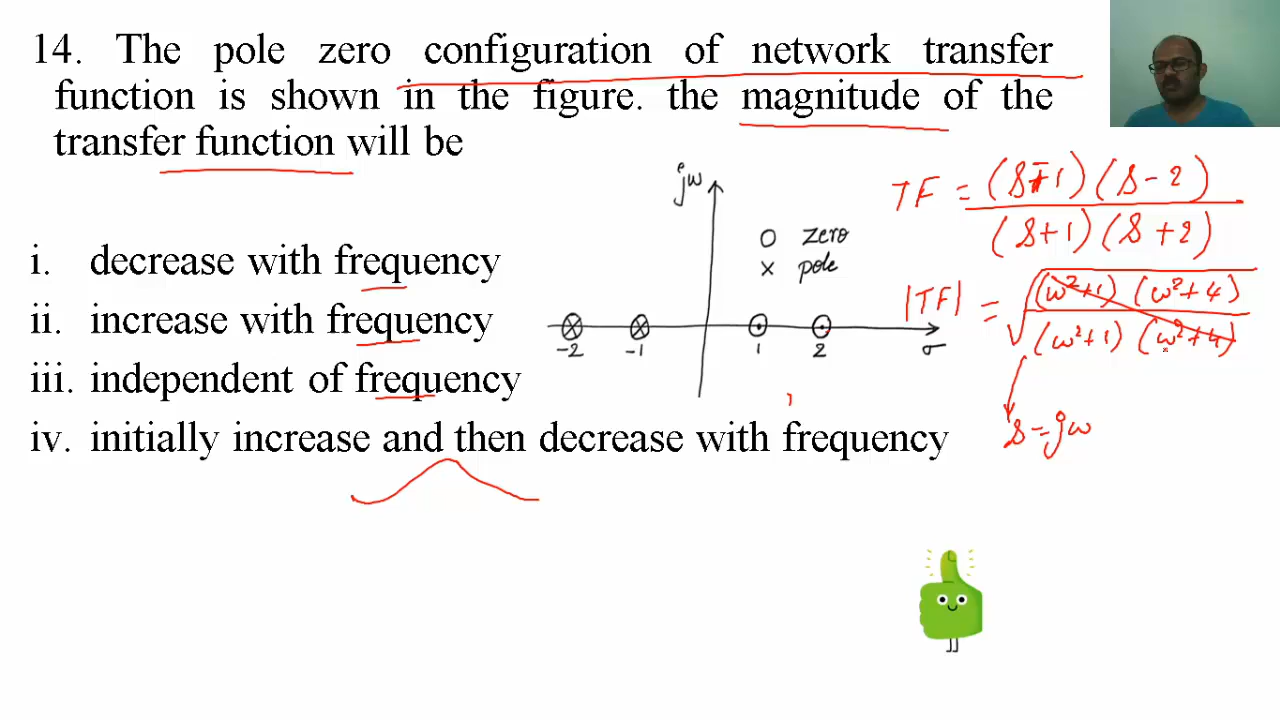 14. The pole zero configuration of network transfer
function is shown in the figure. the magnitude of the
transfer function will be
jω
TF = (S-1)(S-2)
(S+1)(S+2)
O zero
x pole
i. decrease with frequency
ii. increase with frequency
|TF| = √(ω²+1)(ω²+4)
(ω²+1)(ω²+4)
-2 -1 1 2 σ
iii. independent of frequency
iv. initially increase and then decrease with frequency
S=jω